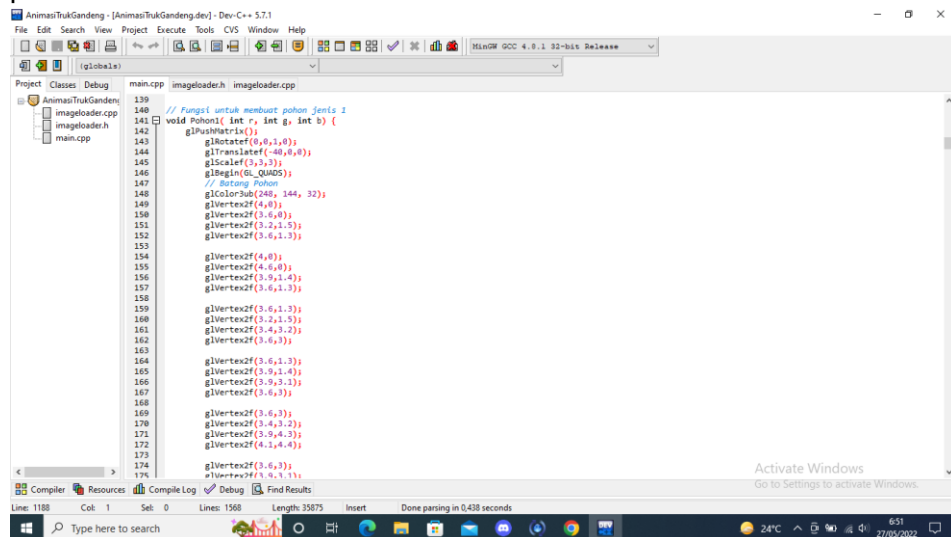 AnimasiTrukGandeng - [AnimasiTrukGandeng.dev] - Dev-C++ 5.7.1
File Edit Search View Project Execute Tools CVS Window Help
MinGW GCC 4.8.1 32-bit Release
(globals)
Project Classes Debug main.cpp imageloader.h imageloader.cpp
AnimasiTrukGandeng
imageloader.cpp
imageloader.h
main.cpp
139
140 // Fungsi untuk membuat pohon jenis 1
141 void Pohon1( int r, int g, int b) {
142 glPushMatrix();
143 glRotatef(0,0,1,0);
144 glTranslatef(-40,0,0);
145 glScalef(3,3,3);
146 glBegin(GL_QUADS);
147 // Batang Pohon
148 glColor3ub(248, 144, 32);
149 glVertex2f(4,0);
150 glVertex2f(3.6,0);
151 glVertex2f(3.2,1.5);
152 glVertex2f(3.6,1.3);
153
154 glVertex2f(4,0);
155 glVertex2f(4.6,0);
156 glVertex2f(3.9,1.4);
157 glVertex2f(3.6,1.3);
158
159 glVertex2f(3.6,1.3);
160 glVertex2f(3.2,1.5);
161 glVertex2f(3.4,3.2);
162 glVertex2f(3.6,3);
163
164 glVertex2f(3.6,1.3);
165 glVertex2f(3.9,1.4);
166 glVertex2f(3.9,3.1);
167 glVertex2f(3.6,3);
168
169 glVertex2f(3.6,3);
170 glVertex2f(3.4,3.2);
171 glVertex2f(3.9,4.3);
172 glVertex2f(4.1,4.4);
173
174 glVertex2f(3.6,3);
175 glVertex2f(3.9,3.1);
Activate Windows
Go to Settings to activate Windows.
Compiler Resources Compile Log Debug Find Results
Line: 1188 Col: 1 Sel: 0 Lines: 1568 Length: 35875 Insert Done parsing in 0,438 seconds
Type here to search
24°C
6:51
27/05/2022